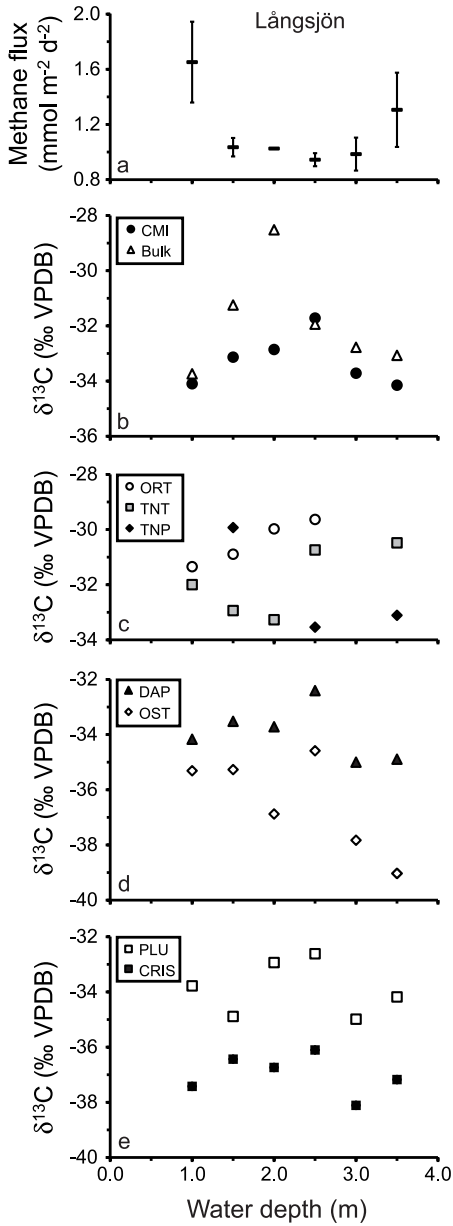 Långsjön
Methane flux
(mmol m⁻² d⁻²)
2.0
1.6
1.2
0.8
a
δ¹³C (‰ VPDB)
-28
-30
-32
-34
-36
CMI
Bulk
b
δ¹³C (‰ VPDB)
-28
-30
-32
-34
ORT
TNT
TNP
c
δ¹³C (‰ VPDB)
-32
-34
-36
-38
-40
DAP
OST
d
δ¹³C (‰ VPDB)
-32
-34
-36
-38
-40
PLU
CRIS
e
0.0 1.0 2.0 3.0 4.0
Water depth (m)